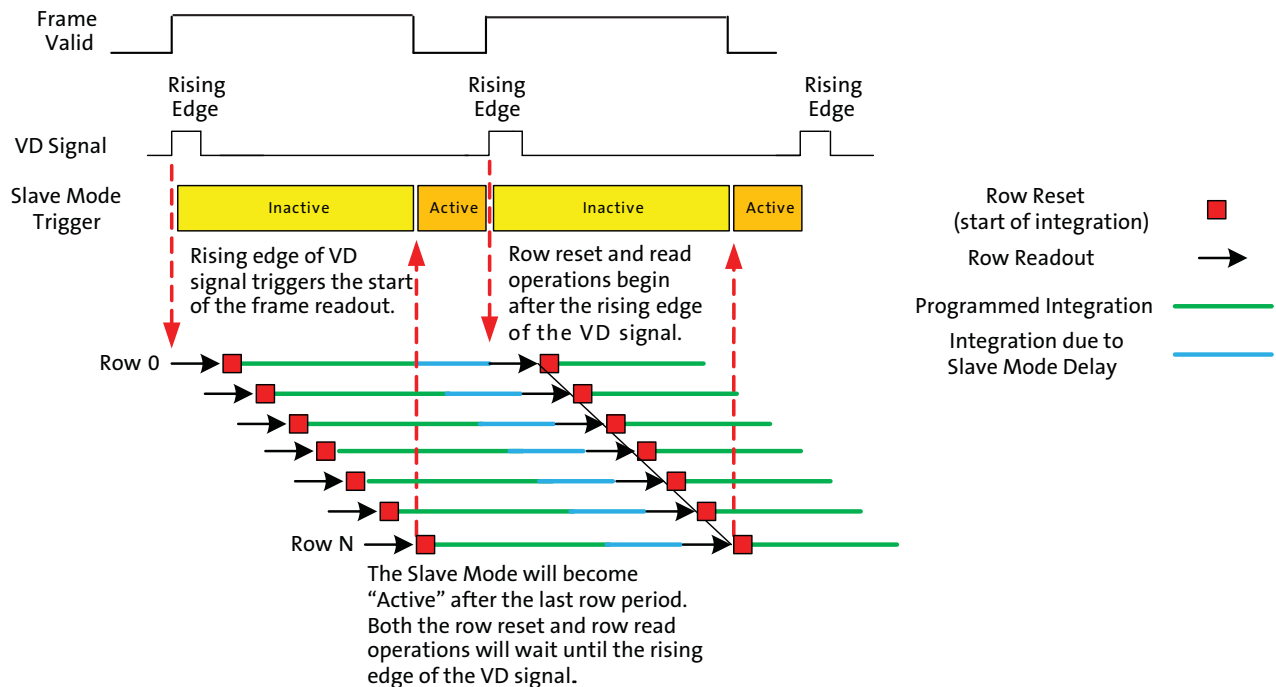 Frame
Valid
Rising
Edge
Rising
Edge
Rising
Edge
VD Signal
Slave Mode
Trigger
Inactive
Active
Inactive
Active
Rising edge of VD
signal triggers the start
of the frame readout.
Row reset and read
operations begin
after the rising edge
of the VD signal.
Row Reset
(start of integration)
Row Readout
Programmed Integration
Integration due to
Slave Mode Delay
Row 0
Row N
The Slave Mode will become
“Active” after the last row period.
Both the row reset and row read
operations will wait until the rising
edge of the VD signal.